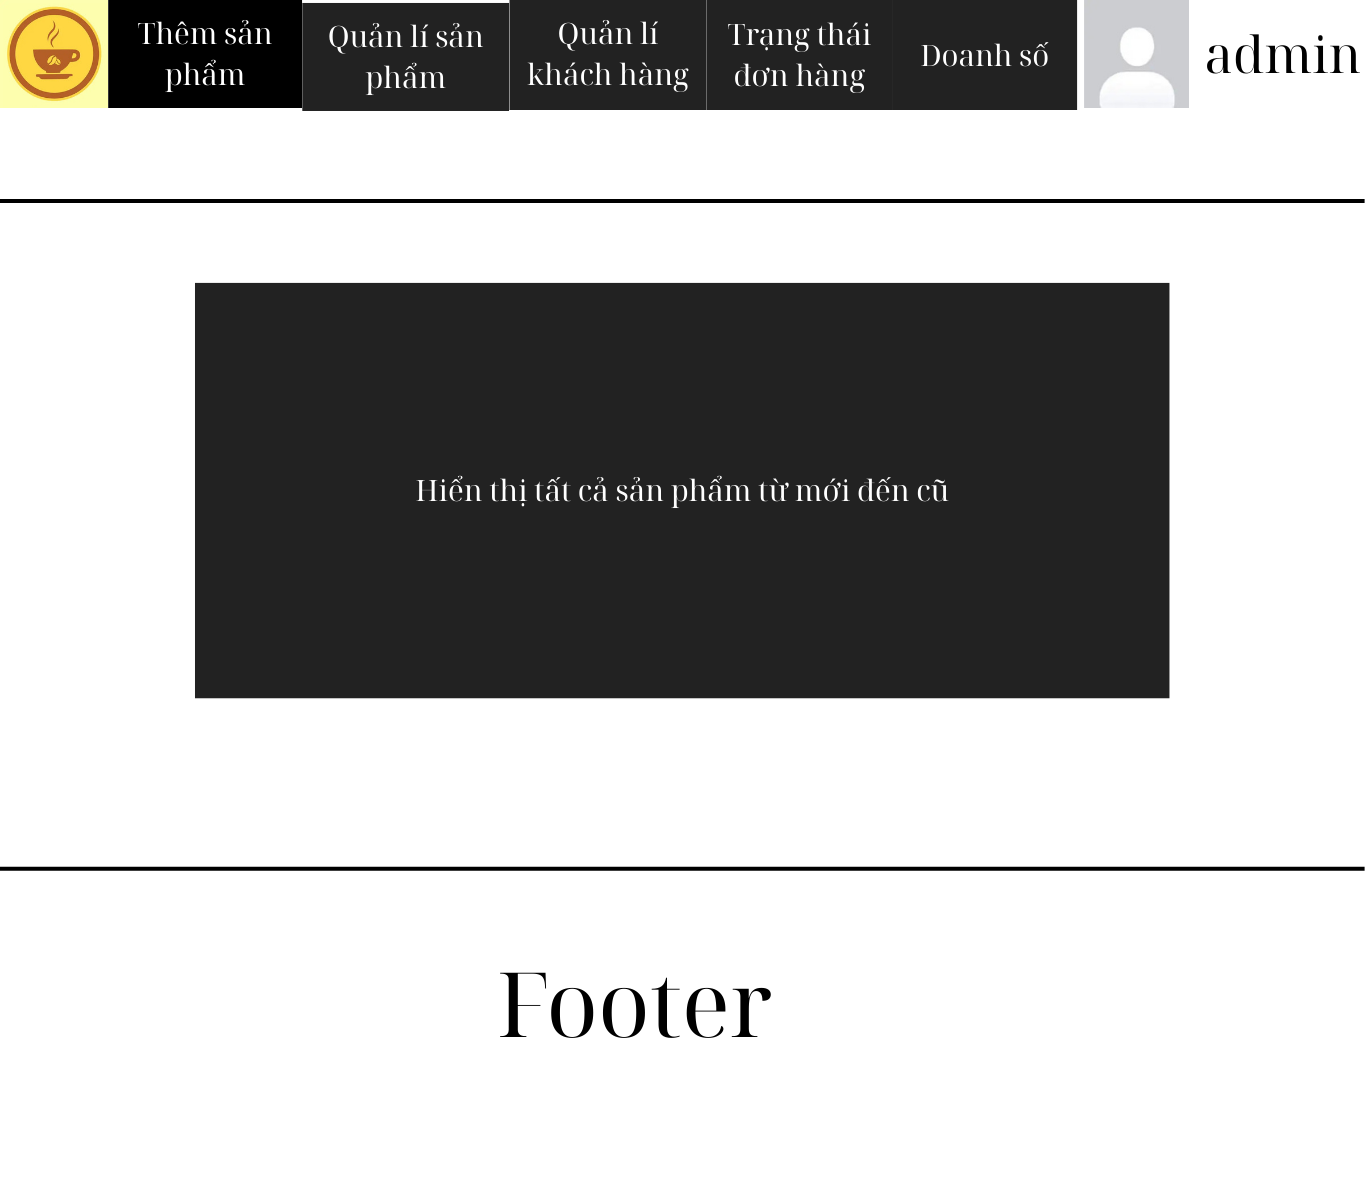 Thêm sản
phẩm
Quản lí sản
phẩm
Quản lí
khách hàng
Trạng thái
đơn hàng
Doanh số
admin
Hiển thị tất cả sản phẩm từ mới đến cũ
Footer